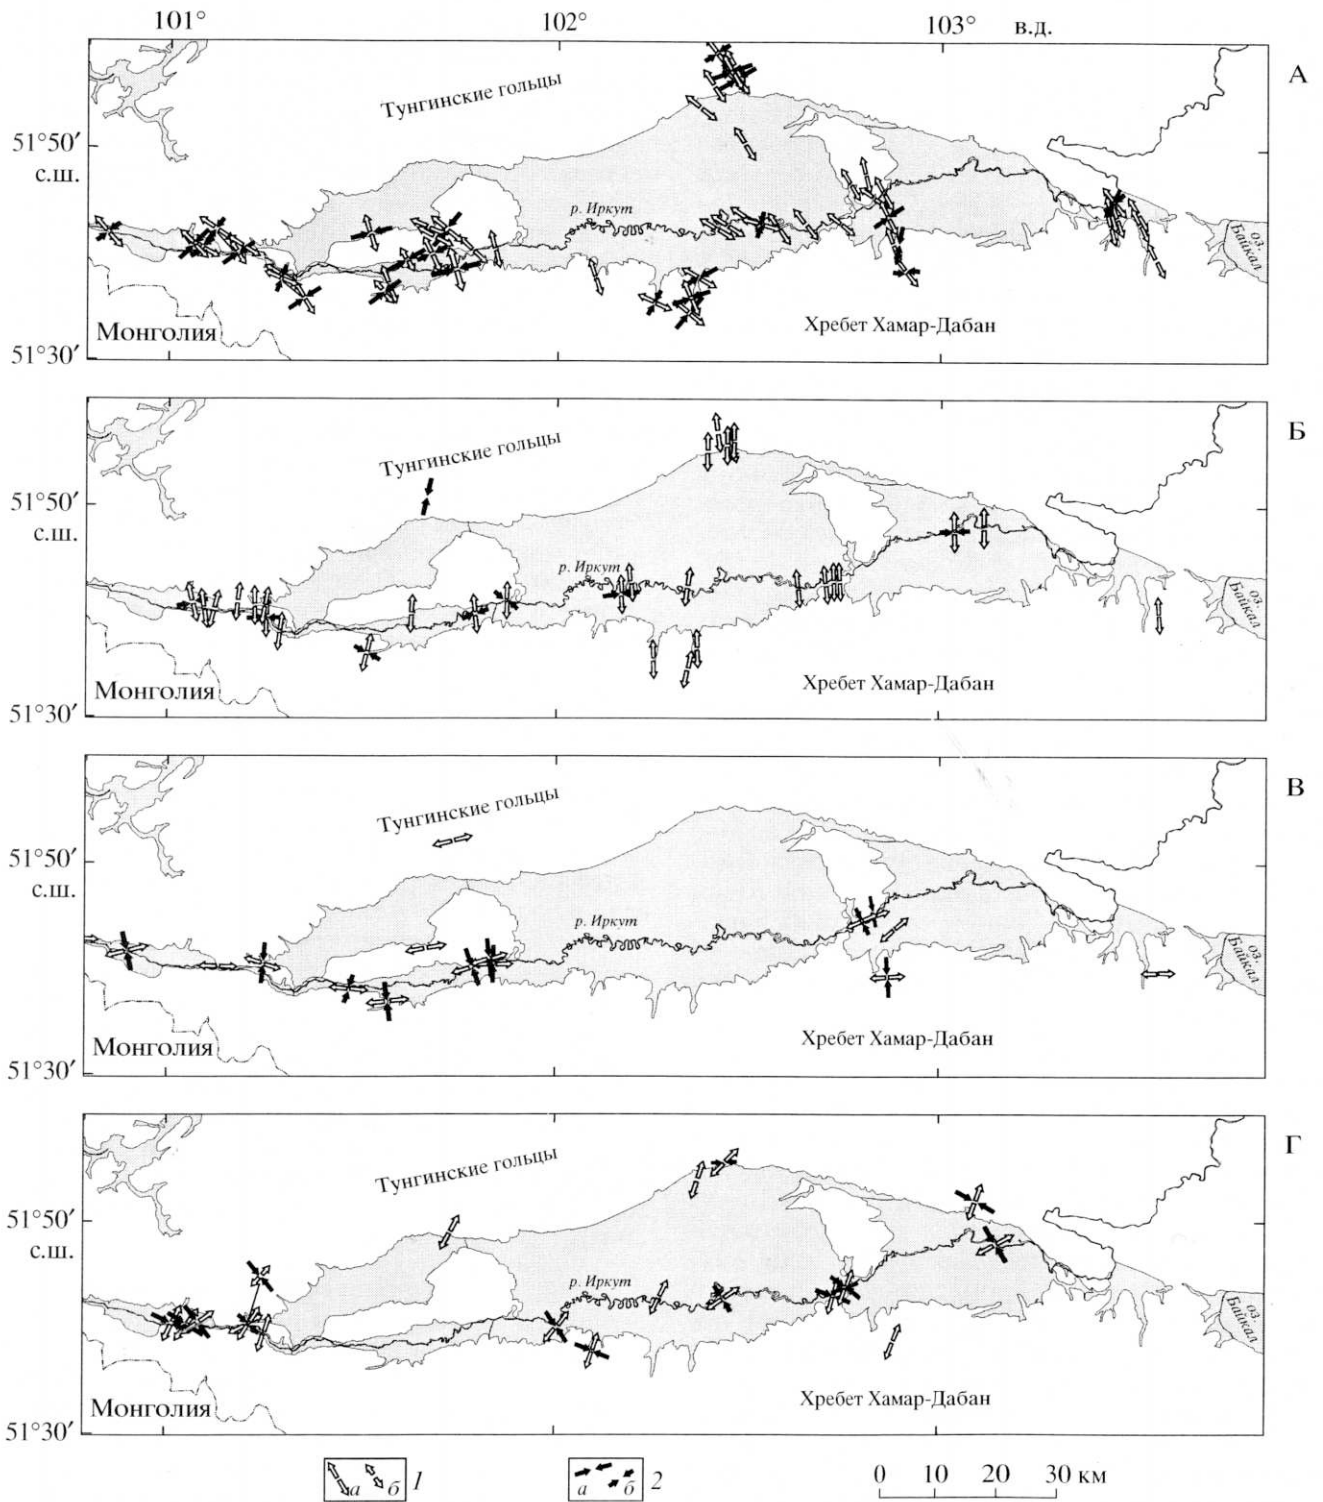 101° 102° 103° в.д.
А
Тунгинские гольцы
51°50′
с.ш.
р. Иркут
оз. Байкал
Монголия
Хребет Хамар-Дабан
51°30′
Б
Тунгинские гольцы
51°50′
с.ш.
р. Иркут
оз. Байкал
Монголия
Хребет Хамар-Дабан
51°30′
В
Тунгинские гольцы
51°50′
с.ш.
р. Иркут
оз. Байкал
Монголия
Хребет Хамар-Дабан
51°30′
Г
Тунгинские гольцы
51°50′
с.ш.
р. Иркут
оз. Байкал
Монголия
Хребет Хамар-Дабан
51°30′
а б 1 а б 2 0 10 20 30 км